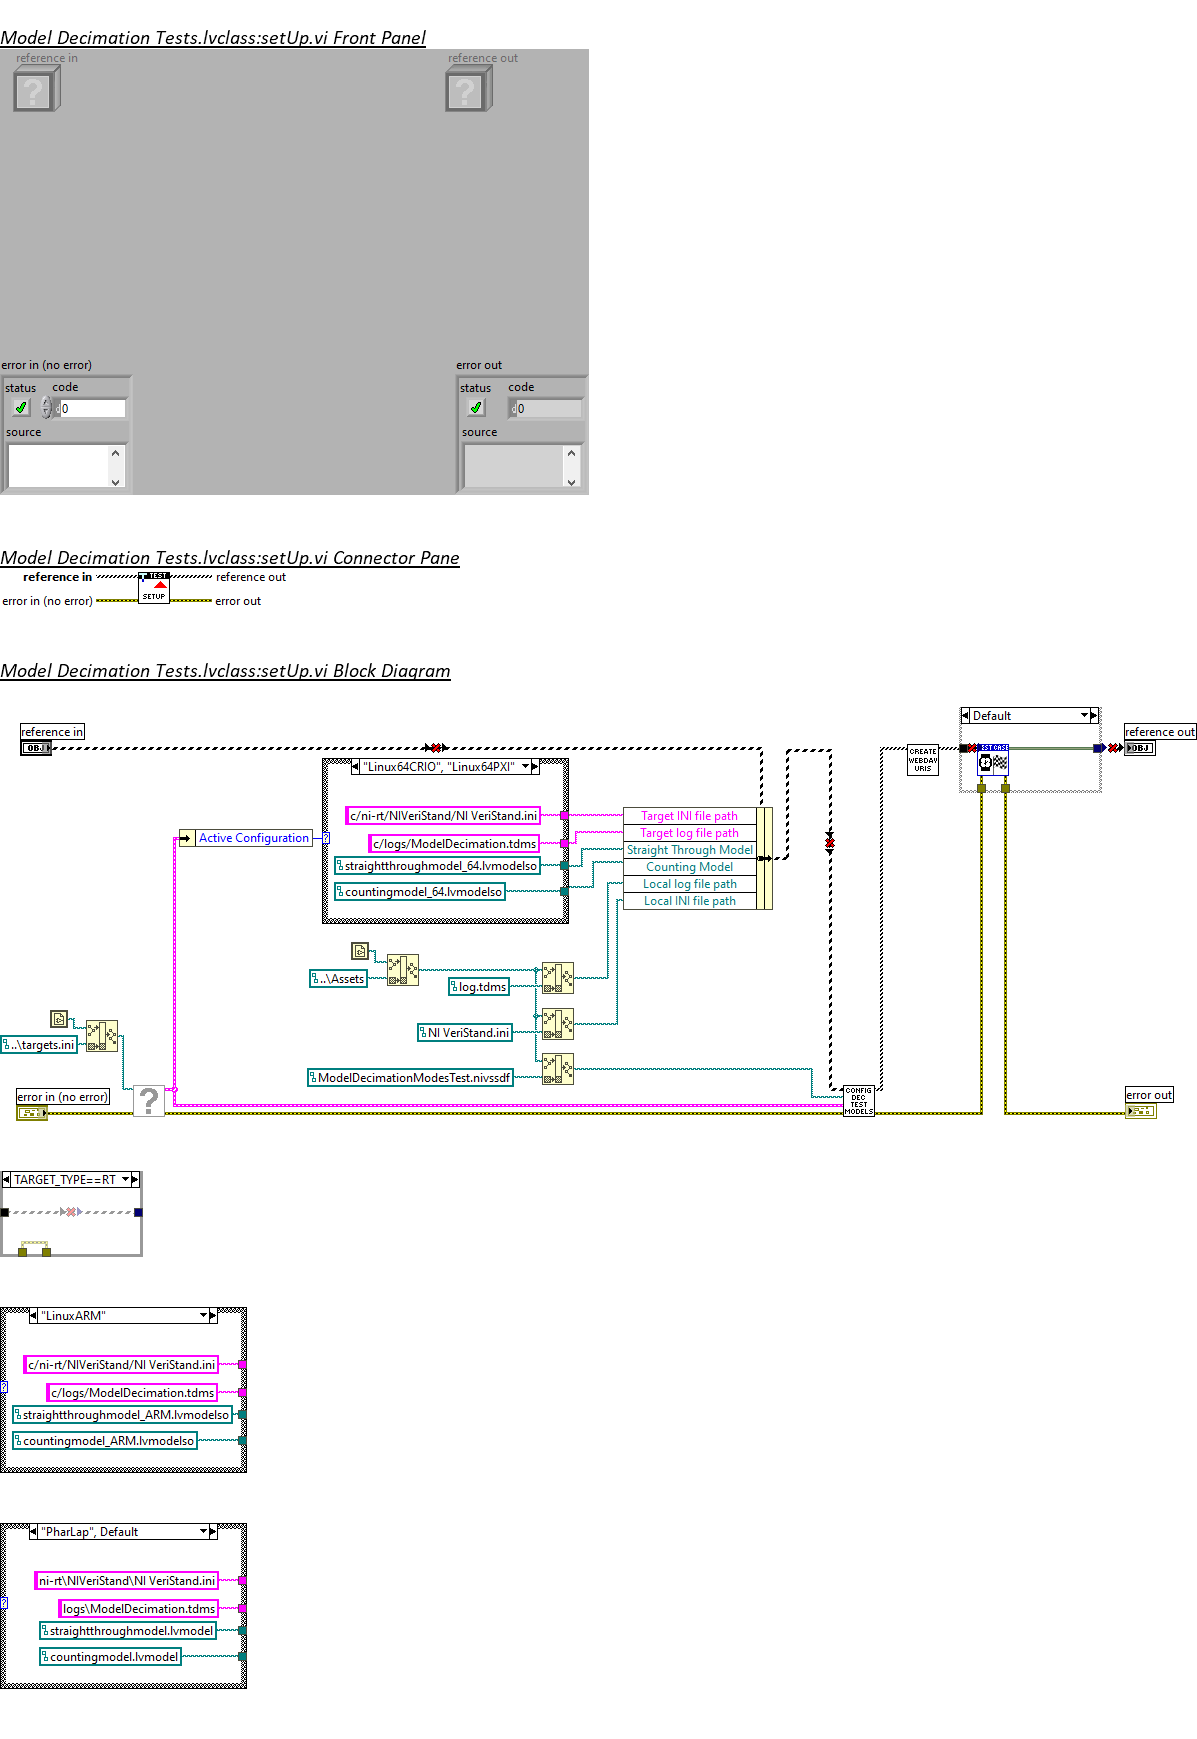 Model Decimation Tests.lvclass:setUp.vi Front Panel
reference in
reference out
?
?
error in (no error)
error out
status
code
status
code
d0
d0
source
source
Model Decimation Tests.lvclass:setUp.vi Connector Pane
reference in
TEST
reference out
error in (no error)
SETUP
error out
Model Decimation Tests.lvclass:setUp.vi Block Diagram
reference in
OBJ
Default
reference out
OBJ
CREATE
WEBDAV
URIS
EST CASE
"Linux64CRIO", "Linux64PXI"
c/ni-rt/NIVeriStand/NI VeriStand.ini
c/logs/ModelDecimation.tdms
straightthroughmodel_64.lvmodelso
countingmodel_64.lvmodelso
Active Configuration
?
Target INI file path
Target log file path
Straight Through Model
Counting Model
Local log file path
Local INI file path
..\Assets
log.tdms
NI VeriStand.ini
..\targets.ini
ModelDecimationModesTest.nivssdf
error in (no error)
?
CONFIG
DEC
TEST
MODELS
error out
TARGET_TYPE==RT
"LinuxARM"
c/ni-rt/NIVeriStand/NI VeriStand.ini
?
c/logs/ModelDecimation.tdms
straightthroughmodel_ARM.lvmodelso
countingmodel_ARM.lvmodelso
"PharLap", Default
ni-rt\NIVeriStand\NI VeriStand.ini
?
logs\ModelDecimation.tdms
straightthroughmodel.lvmodel
countingmodel.lvmodel